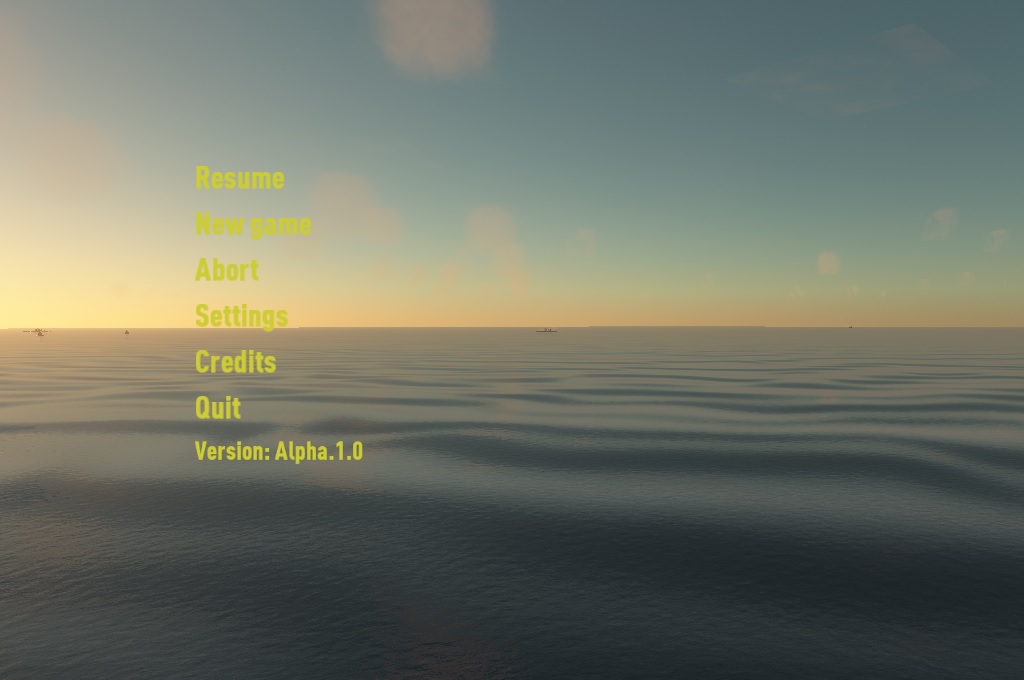 Resume
New game
Abort
Settings
Credits
Quit
Version: Alpha.1.0